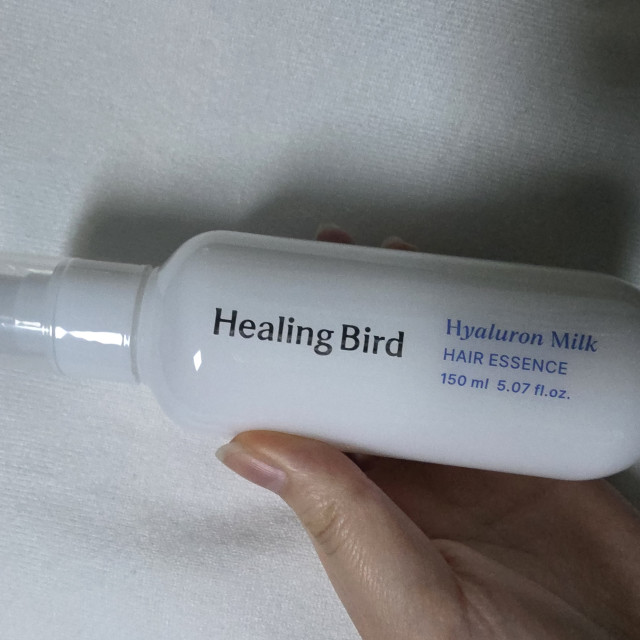 Healing Bird
Hyaluron Milk
HAIR ESSENCE
150 ml 5.07 fl.oz.